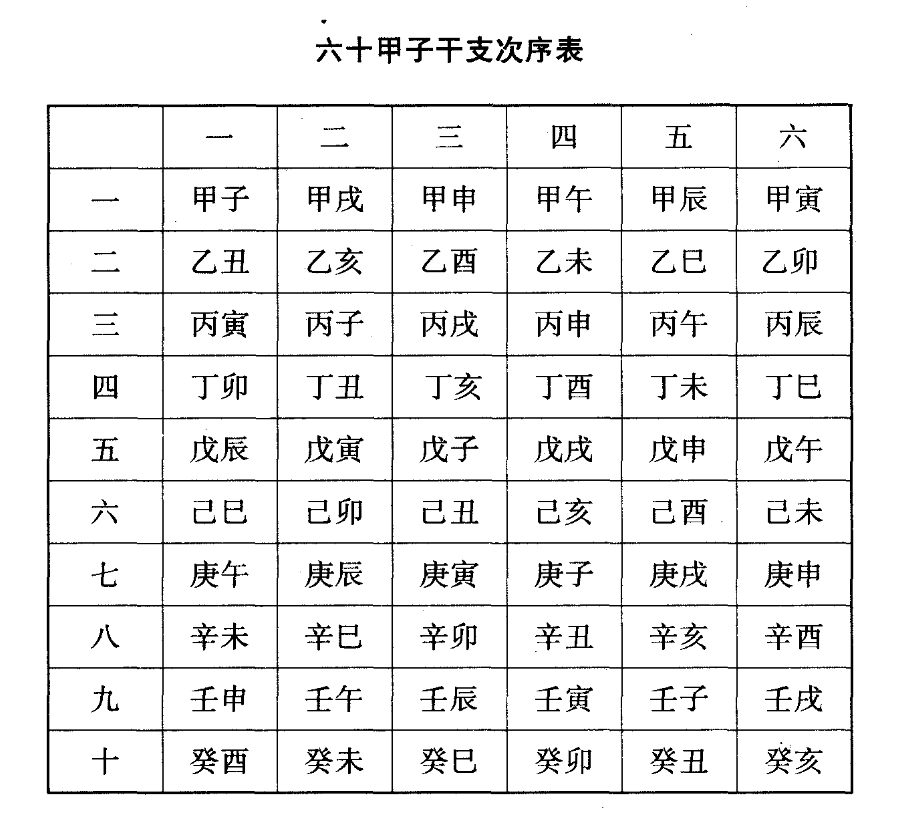 六十甲子干支次序表
一 二 三 四 五 六
一 甲子 甲戌 甲申 甲午 甲辰 甲寅
二 乙丑 乙亥 乙酉 乙未 乙巳 乙卯
三 丙寅 丙子 丙戌 丙申 丙午 丙辰
四 丁卯 丁丑 丁亥 丁酉 丁未 丁巳
五 戊辰 戊寅 戊子 戊戌 戊申 戊午
六 己巳 己卯 己丑 己亥 己酉 己未
七 庚午 庚辰 庚寅 庚子 庚戌 庚申
八 辛未 辛巳 辛卯 辛丑 辛亥 辛酉
九 壬申 壬午 壬辰 壬寅 壬子 壬戌
十 癸酉 癸未 癸巳 癸卯 癸丑 癸亥